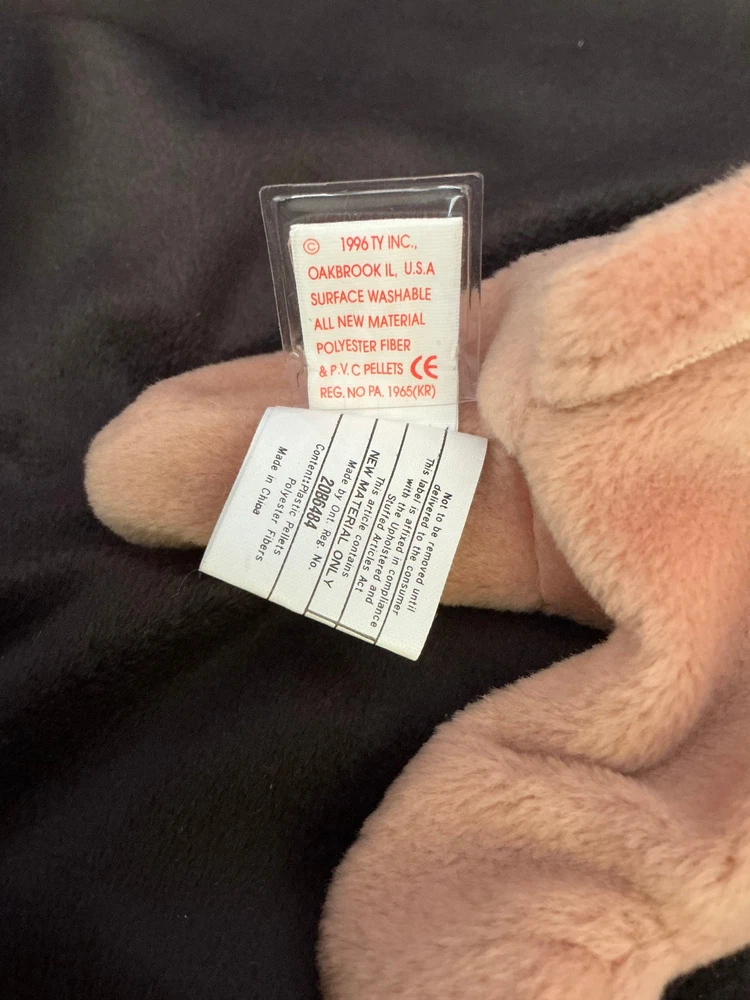 © 1996 TY INC.,
OAKBROOK IL, U.S.A
SURFACE WASHABLE
ALL NEW MATERIAL
POLYESTER FIBER
& P.V.C PELLETS CE
REG. NO PA. 1965(KR)
Not to be removed until
delivered to the consumer
This label is affixed in compliance
with the Upholstered and
Stuffed Articles Act
This article contains
NEW MATERIAL ONLY
Made by Ont. Reg. No.
20B6484
Content: Plastic Pellets
Polyester Fibers
Made in China